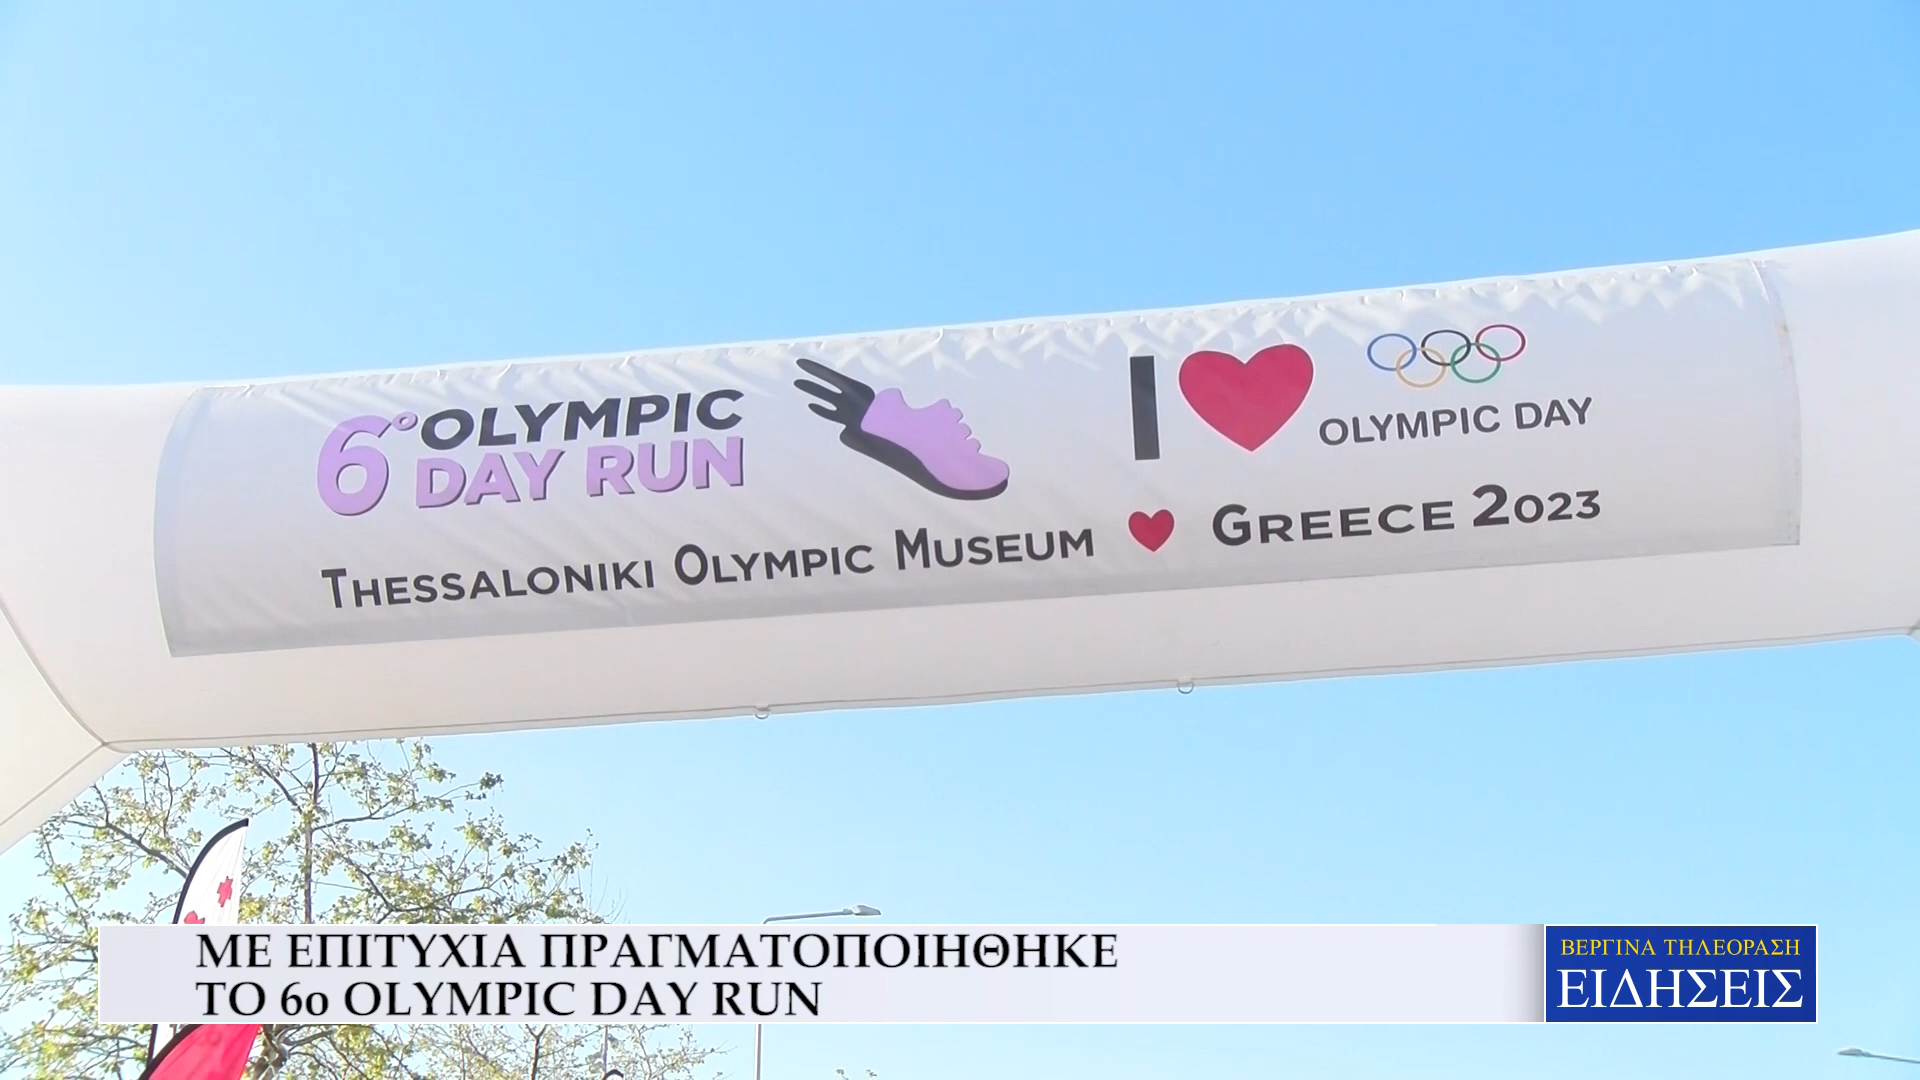 6º OLYMPIC
DAY RUN
I
OLYMPIC DAY
THESSALONIKI OLYMPIC MUSEUM
GREECE 2023
ΜΕ ΕΠΙΤΥΧΙΑ ΠΡΑΓΜΑΤΟΠΟΙΗΘΗΚΕ
ΤΟ 6ο OLYMPIC DAY RUN
ΒΕΡΓΙΝΑ ΤΗΛΕΟΡΑΣΗ
ΕΙΔΗΣΕΙΣ